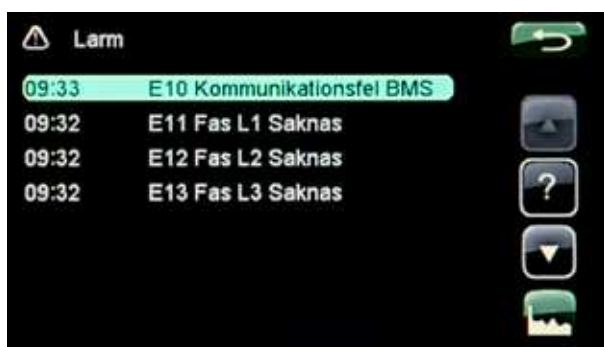 Larm
09:33 E10 Kommunikationsfel BMS
09:32 E11 Fas L1 Saknas
09:32 E12 Fas L2 Saknas
09:32 E13 Fas L3 Saknas
?